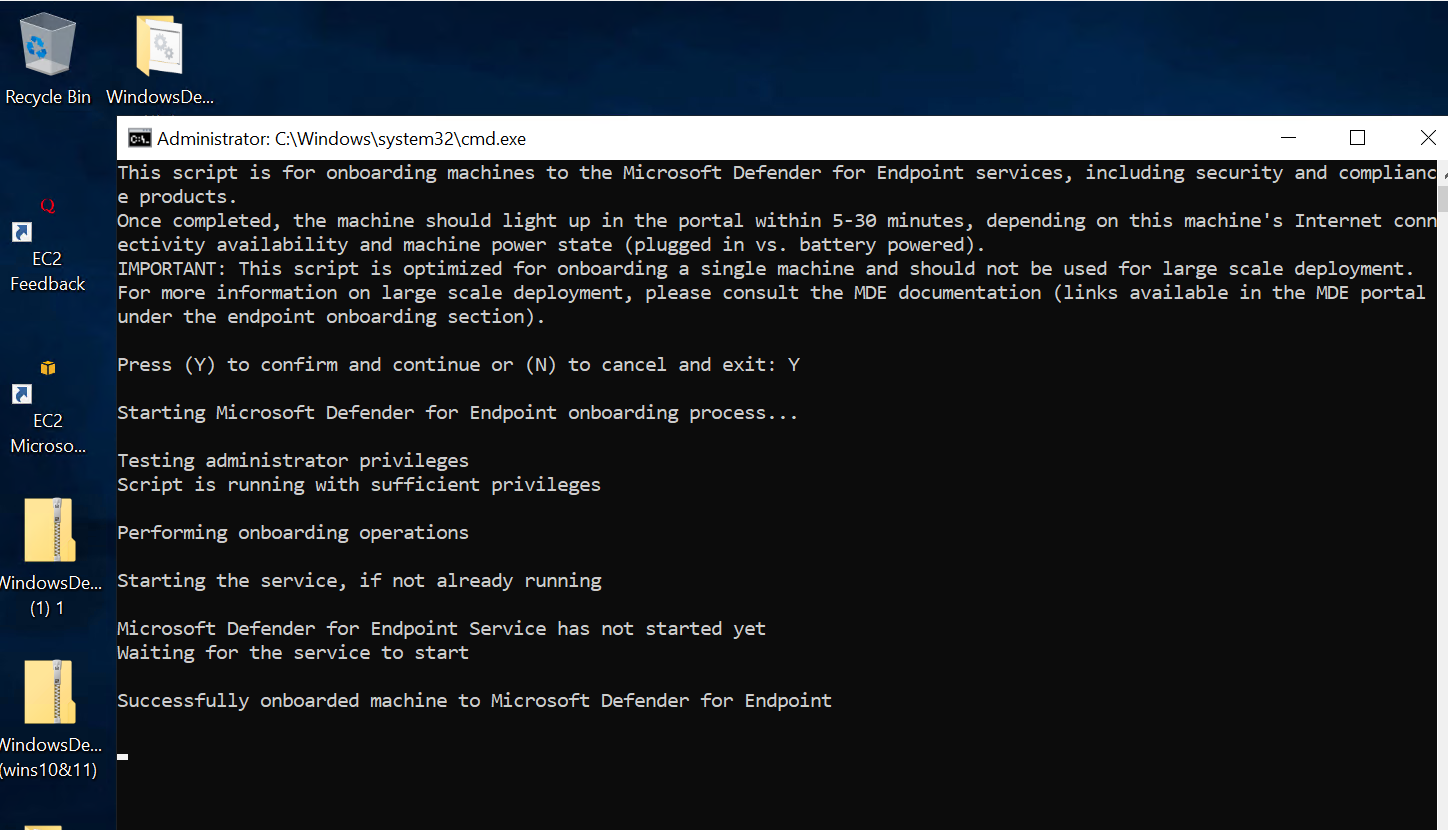 Recycle Bin
WindowsDe...
Administrator: C:\Windows\system32\cmd.exe
This script is for onboarding machines to the Microsoft Defender for Endpoint services, including security and complianc
e products.
Once completed, the machine should light up in the portal within 5-30 minutes, depending on this machine's Internet conn
ectivity availability and machine power state (plugged in vs. battery powered).
IMPORTANT: This script is optimized for onboarding a single machine and should not be used for large scale deployment.
For more information on large scale deployment, please consult the MDE documentation (links available in the MDE portal
under the endpoint onboarding section).
Press (Y) to confirm and continue or (N) to cancel and exit: Y
Starting Microsoft Defender for Endpoint onboarding process...
Testing administrator privileges
Script is running with sufficient privileges
Performing onboarding operations
Starting the service, if not already running
Microsoft Defender for Endpoint Service has not started yet
Waiting for the service to start
Successfully onboarded machine to Microsoft Defender for Endpoint
EC2
Feedback
EC2
Microso...
WindowsDe...
(1) 1
WindowsDe...
(wins10&11)